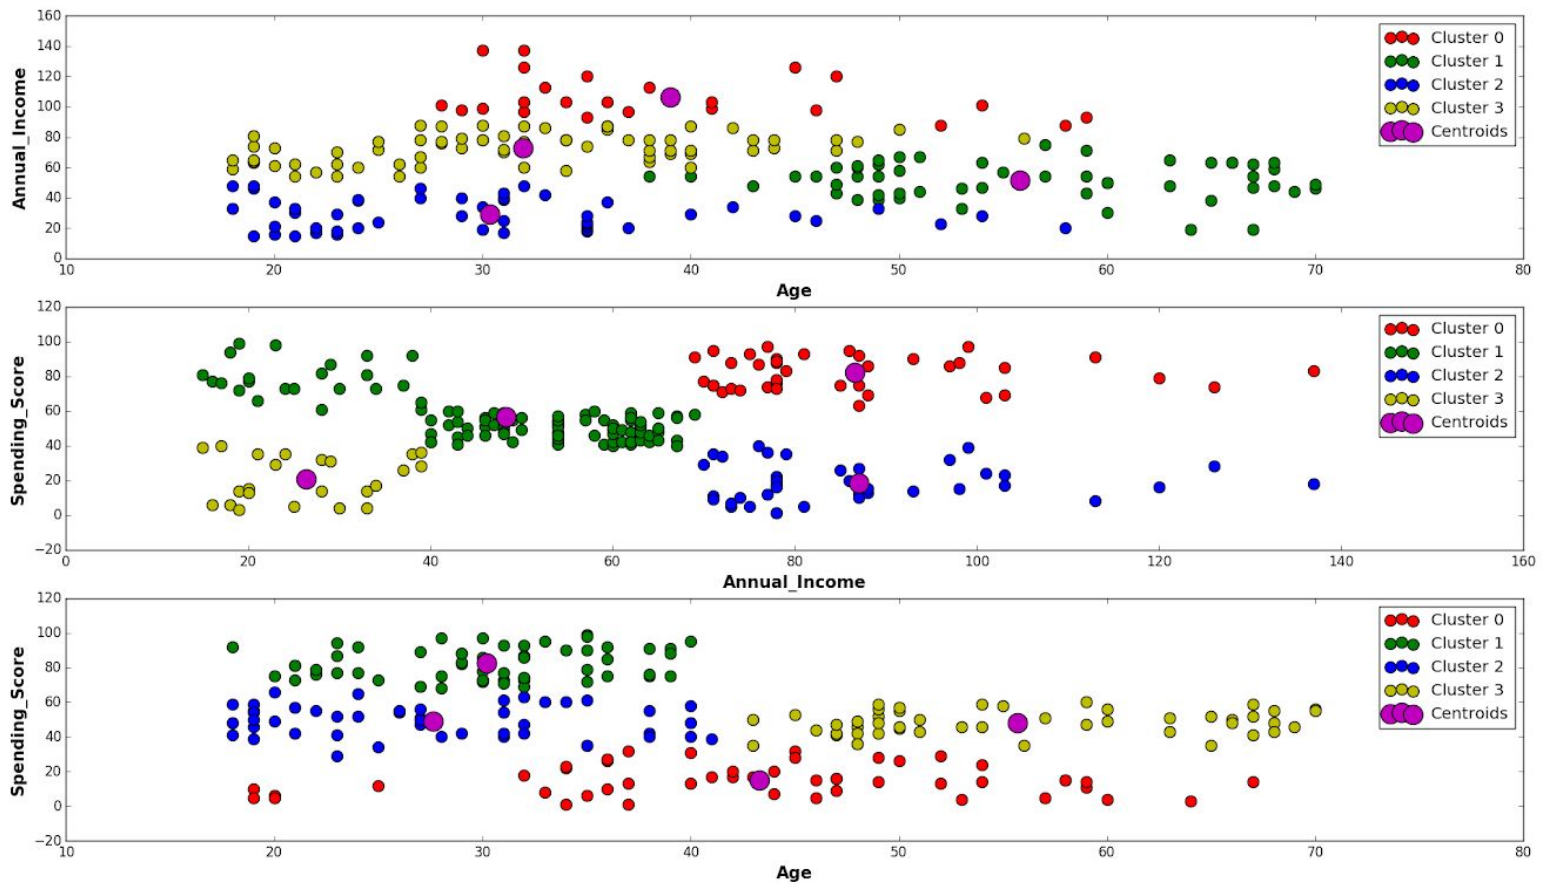 160
140
120
100
80
60
40
20
0
Annual_Income
10 20 30 40 50 60 70 80
Age
Cluster 0
Cluster 1
Cluster 2
Cluster 3
Centroids
120
100
80
60
40
20
0
−20
Spending_Score
0 20 40 60 80 100 120 140 160
Annual_Income
Cluster 0
Cluster 1
Cluster 2
Cluster 3
Centroids
120
100
80
60
40
20
0
−20
Spending_Score
10 20 30 40 50 60 70 80
Age
Cluster 0
Cluster 1
Cluster 2
Cluster 3
Centroids